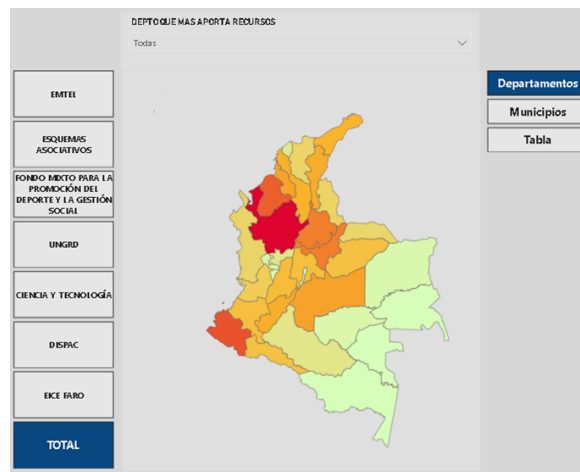 DEPTO QUE MAS APORTA RECURSOS
Todas
EMTEL
ESQUEMAS
ASOCIATIVOS
FONDO MIXTO PARA LA
PROMOCIÓN DEL
DEPORTE Y LA GESTIÓN
SOCIAL
UNGRD
CIENCIA Y TECNOLOGÍA
DISPAC
EICE FARO
TOTAL
Departamentos
Municipios
Tabla